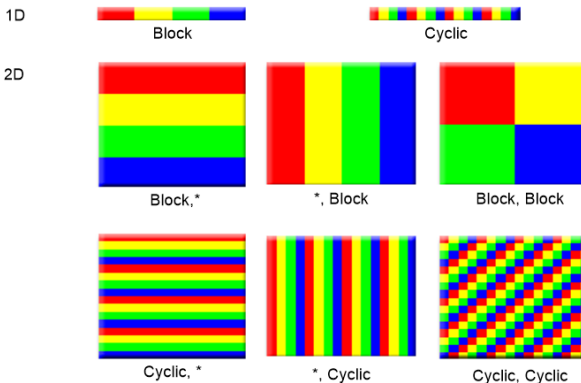 1D
Block
Cyclic
2D
Block,*
*, Block
Block, Block
Cyclic, *
*, Cyclic
Cyclic, Cyclic